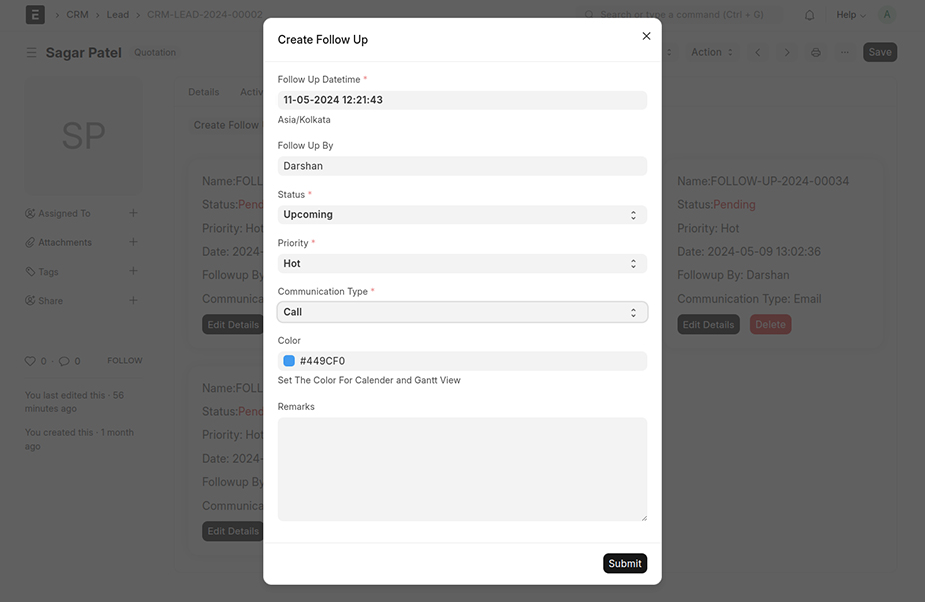 E > CRM > Lead > CRM-LEAD-2024-00002
Search or type a command (Ctrl + G)
Help
A
Sagar Patel
Quotation
Action
Save
SP
Details
Activ
Create Follow
Assigned To
Attachments
Tags
Share
0 · 0
FOLLOW
You last edited this · 56
minutes ago
You created this · 1 month
ago
Name:FOLL
Status:Pend
Priority: Hot
Date: 2024-
Followup By
Communica
Edit Details
Name:FOLL
Status:Pend
Priority: Hot
Date: 2024-
Followup By
Communica
Edit Details
Create Follow Up
Follow Up Datetime *
11-05-2024 12:21:43
Asia/Kolkata
Follow Up By
Darshan
Status *
Upcoming
Priority *
Hot
Communication Type *
Call
Color
#449CF0
Set The Color For Calender and Gantt View
Remarks
Submit
Name:FOLLOW-UP-2024-00034
Status:Pending
Priority: Hot
Date: 2024-05-09 13:02:36
Followup By: Darshan
Communication Type: Email
Edit Details
Delete